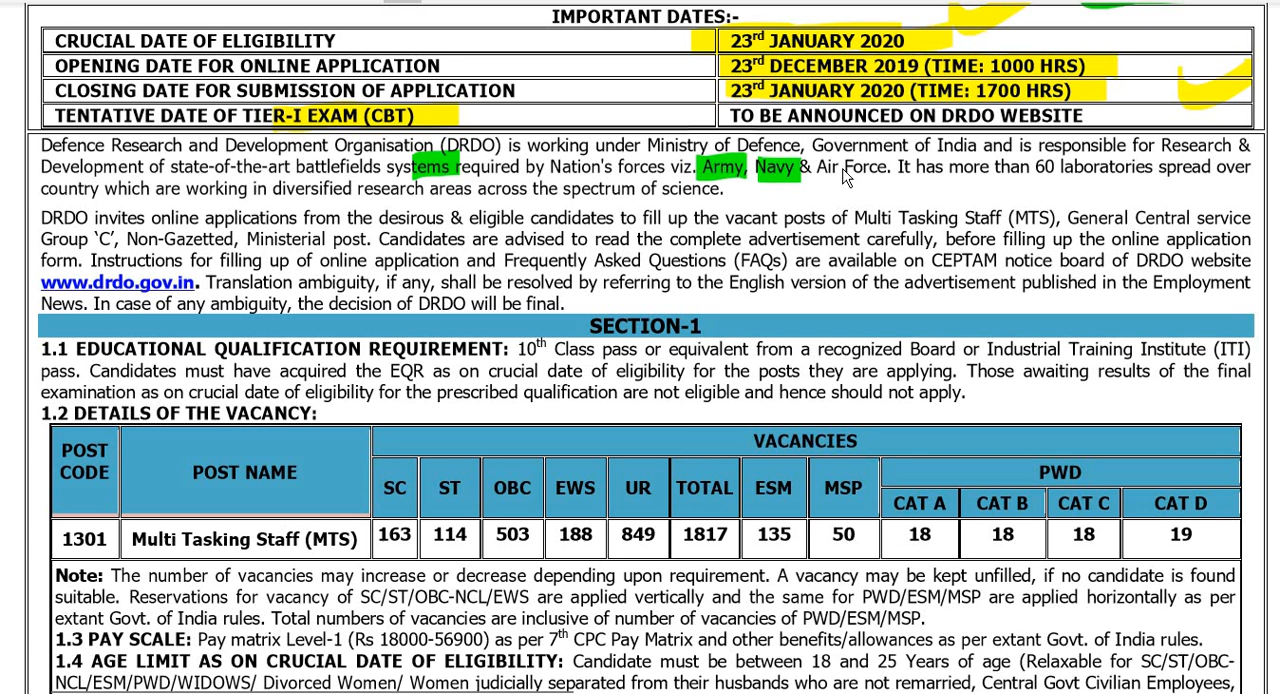 IMPORTANT DATES:-
CRUCIAL DATE OF ELIGIBILITY 23rd JANUARY 2020
OPENING DATE FOR ONLINE APPLICATION 23rd DECEMBER 2019 (TIME: 1000 HRS)
CLOSING DATE FOR SUBMISSION OF APPLICATION 23rd JANUARY 2020 (TIME: 1700 HRS)
TENTATIVE DATE OF TIER-I EXAM (CBT) TO BE ANNOUNCED ON DRDO WEBSITE
Defence Research and Development Organisation (DRDO) is working under Ministry of Defence, Government of India and is responsible for Research &
Development of state-of-the-art battlefields systems required by Nation's forces viz. Army, Navy & Air Force. It has more than 60 laboratories spread over
country which are working in diversified research areas across the spectrum of science.
DRDO invites online applications from the desirous & eligible candidates to fill up the vacant posts of Multi Tasking Staff (MTS), General Central service
Group ‘C’, Non-Gazetted, Ministerial post. Candidates are advised to read the complete advertisement carefully, before filling up the online application
form. Instructions for filling up of online application and Frequently Asked Questions (FAQs) are available on CEPTAM notice board of DRDO website
www.drdo.gov.in. Translation ambiguity, if any, shall be resolved by referring to the English version of the advertisement published in the Employment
News. In case of any ambiguity, the decision of DRDO will be final.
SECTION-1
1.1 EDUCATIONAL QUALIFICATION REQUIREMENT: 10th Class pass or equivalent from a recognized Board or Industrial Training Institute (ITI)
pass. Candidates must have acquired the EQR as on crucial date of eligibility for the posts they are applying. Those awaiting results of the final
examination as on crucial date of eligibility for the prescribed qualification are not eligible and hence should not apply.
1.2 DETAILS OF THE VACANCY:
POST CODE POST NAME VACANCIES
SC ST OBC EWS UR TOTAL ESM MSP PWD
CAT A CAT B CAT C CAT D
1301 Multi Tasking Staff (MTS) 163 114 503 188 849 1817 135 50 18 18 18 19
Note: The number of vacancies may increase or decrease depending upon requirement. A vacancy may be kept unfilled, if no candidate is found
suitable. Reservations for vacancy of SC/ST/OBC-NCL/EWS are applied vertically and the same for PWD/ESM/MSP are applied horizontally as per
extant Govt. of India rules. Total numbers of vacancies are inclusive of number of vacancies of PWD/ESM/MSP.
1.3 PAY SCALE: Pay matrix Level-1 (Rs 18000-56900) as per 7th CPC Pay Matrix and other benefits/allowances as per extant Govt. of India rules.
1.4 AGE LIMIT AS ON CRUCIAL DATE OF ELIGIBILITY: Candidate must be between 18 and 25 Years of age (Relaxable for SC/ST/OBC-
NCL/ESM/PWD/WIDOWS/ Divorced Women/ Women judicially separated from their husbands who are not remarried, Central Govt Civilian Employees,